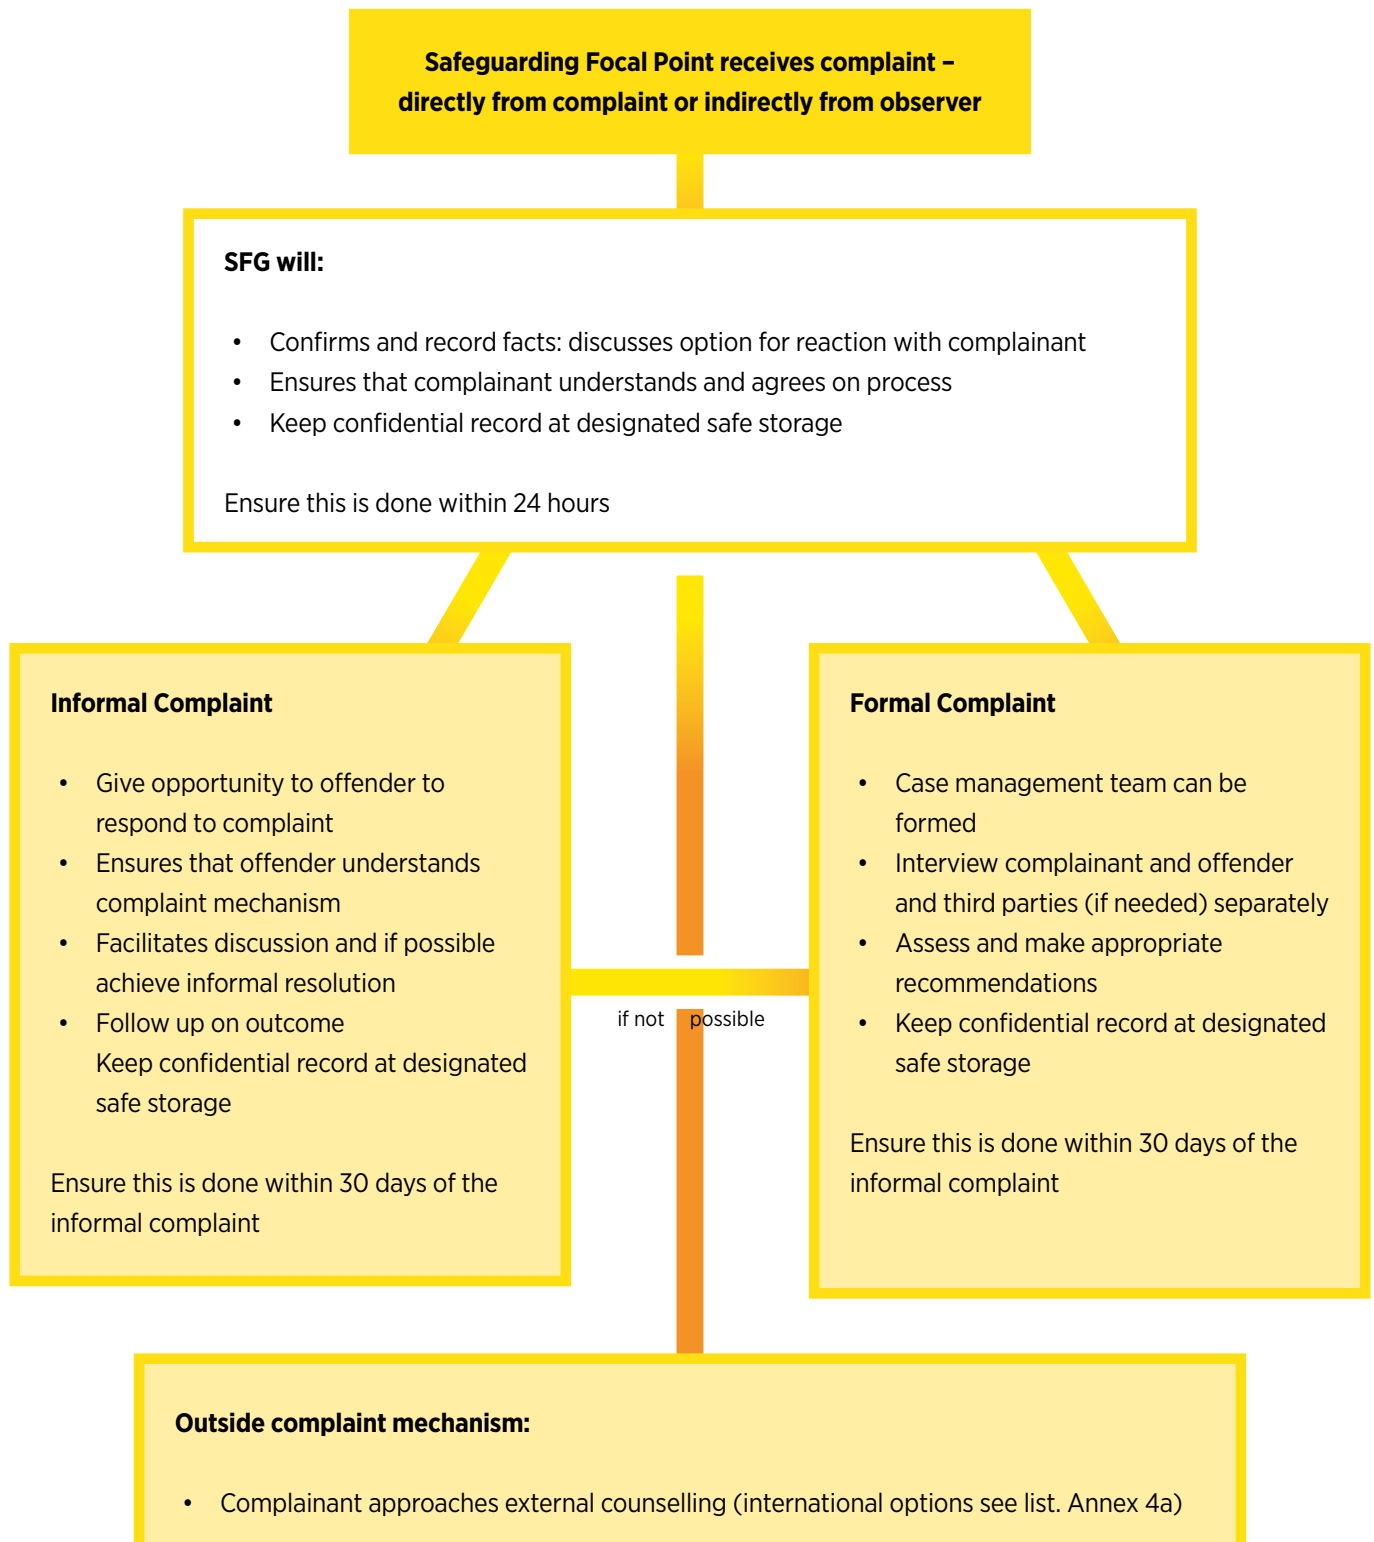 Safeguarding Focal Point receives complaint –
directly from complaint or indirectly from observer
SFG will:
• Confirms and record facts: discusses option for reaction with complainant
• Ensures that complainant understands and agrees on process
• Keep confidential record at designated safe storage
Ensure this is done within 24 hours
Informal Complaint
• Give opportunity to offender to
respond to complaint
• Ensures that offender understands
complaint mechanism
• Facilitates discussion and if possible
achieve informal resolution
• Follow up on outcome
Keep confidential record at designated
safe storage
Ensure this is done within 30 days of the
informal complaint
if not possible
Formal Complaint
• Case management team can be
formed
• Interview complainant and offender
and third parties (if needed) separately
• Assess and make appropriate
recommendations
• Keep confidential record at designated
safe storage
Ensure this is done within 30 days of the
informal complaint
Outside complaint mechanism:
• Complainant approaches external counselling (international options see list. Annex 4a)